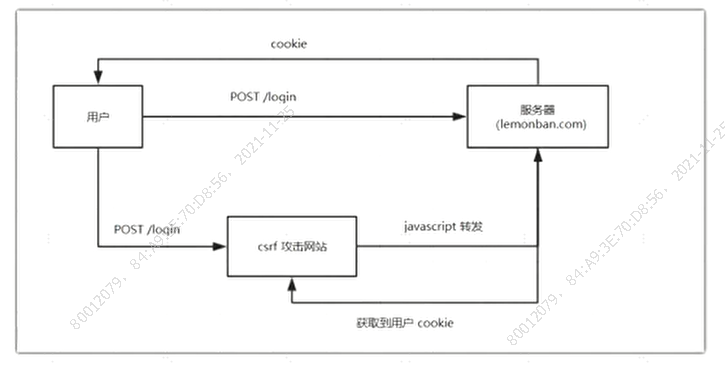 cookie
POST /login
用户
服务器
(lemonban.com)
POST /login
csrf 攻击网站
javascript 转发
获取到用户 cookie
80012079, 84:A9:3E:70:D8:56, 2021-11-25
80012079, 84:A9:3E:70:D8:56, 2021-11-25